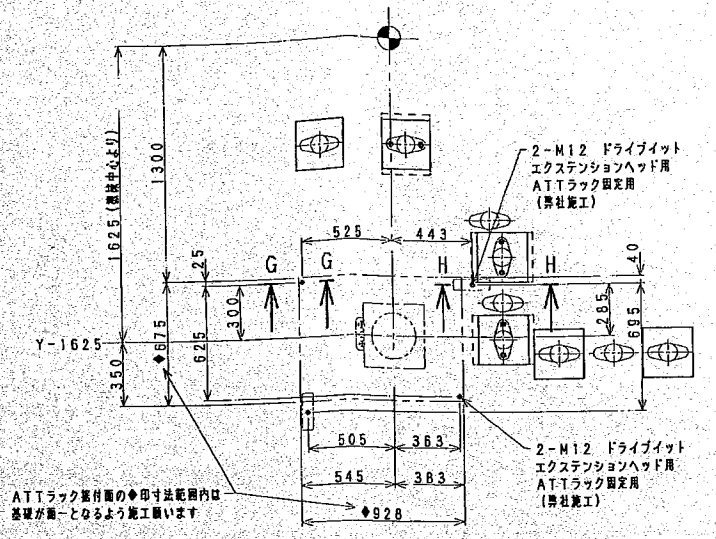 1300
1625(機械中心より)
2-M12 ドライブイット
エクステンションヘッド用
ATTラック固定用
(弊社施工)
525
443
25
40
G
G
H
H
300
285
Y-1625
◆675
625
695
350
505
363
2-M12 ドライブイット
エクステンションヘッド用
ATTラック固定用
(弊社施工)
545
383
ATTラック据付面の◆印寸法範囲内は
基礎が面一となるよう施工願います
◆928